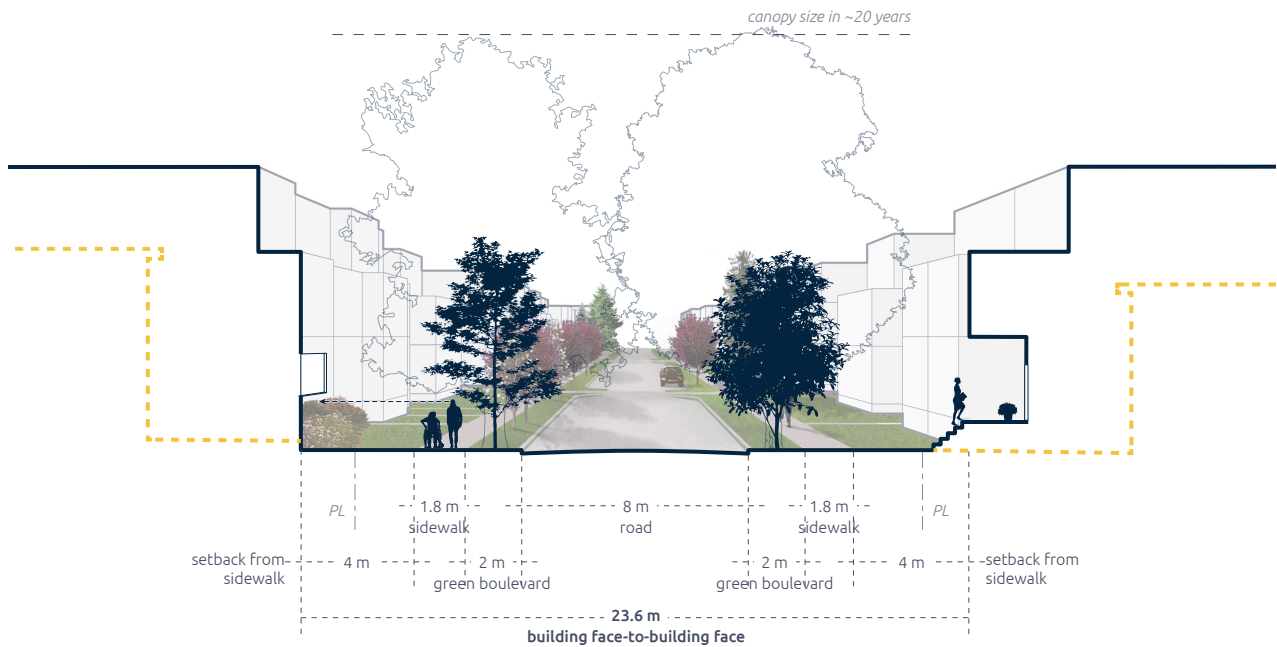 canopy size in ~20 years
PL
1.8 m
sidewalk
8 m
road
1.8 m
sidewalk
PL
setback from
sidewalk
4 m
2 m
green boulevard
2 m
green boulevard
4 m
setback from
sidewalk
23.6 m
building face-to-building face